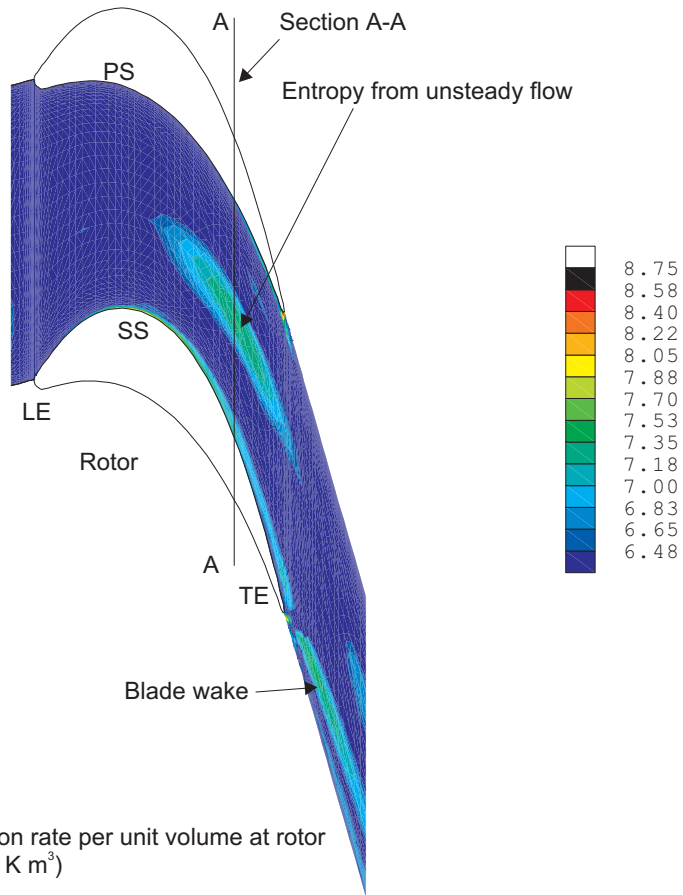 A
Section A-A
PS
Entropy from unsteady flow
SS
LE
Rotor
A
TE
Blade wake
8.75
8.58
8.40
8.22
8.05
7.88
7.70
7.53
7.35
7.18
7.00
6.83
6.65
6.48
on rate per unit volume at rotor
K m³)